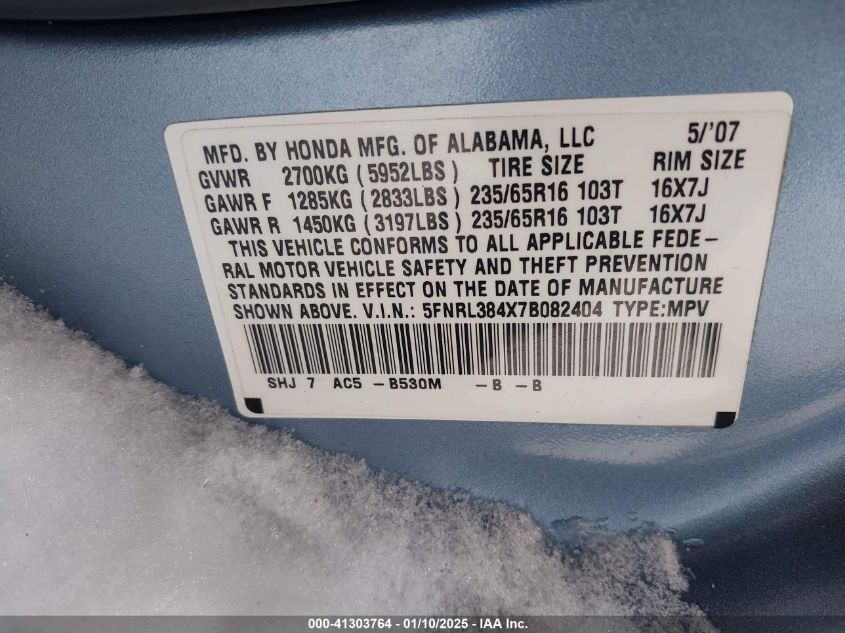 MFD. BY HONDA MFG. OF ALABAMA, LLC 5/'07
GVWR 2700KG ( 5952LBS ) TIRE SIZE RIM SIZE
GAWR F 1285KG ( 2833LBS ) 235/65R16 103T 16X7J
GAWR R 1450KG ( 3197LBS ) 235/65R16 103T 16X7J
THIS VEHICLE CONFORMS TO ALL APPLICABLE FEDE-
RAL MOTOR VEHICLE SAFETY AND THEFT PREVENTION
STANDARDS IN EFFECT ON THE DATE OF MANUFACTURE
SHOWN ABOVE. V.I.N.: 5FNRL384X7B082404 TYPE:MPV
SHJ 7 AC5 -B530M -B -B
000-41303764 — 01/10/2025 — IAA Inc.